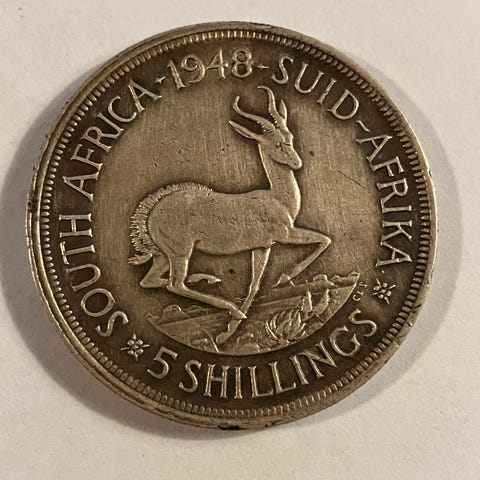 SOUTH AFRICA·1948·SUID-AFRIKA
5 SHILLINGS